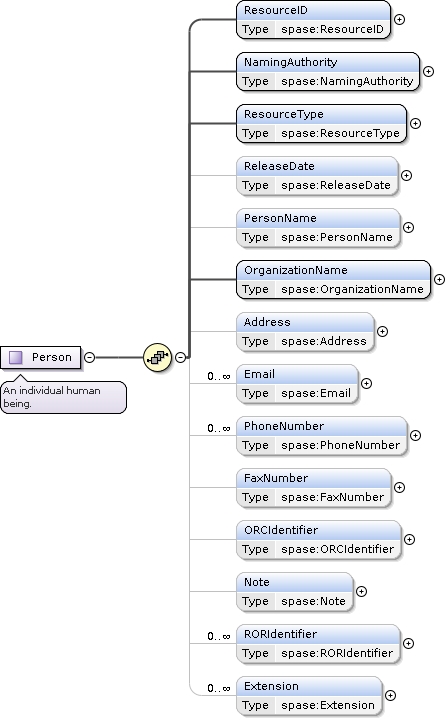 ResourceID
Type spase:ResourceID
NamingAuthority
Type spase:NamingAuthority
ResourceType
Type spase:ResourceType
ReleaseDate
Type spase:ReleaseDate
PersonName
Type spase:PersonName
OrganizationName
Type spase:OrganizationName
Address
Type spase:Address
Person
An individual human
being.
0..∞ Email
Type spase:Email
0..∞ PhoneNumber
Type spase:PhoneNumber
FaxNumber
Type spase:FaxNumber
ORCIdentifier
Type spase:ORCIdentifier
Note
Type spase:Note
0..∞ RORIdentifier
Type spase:RORIdentifier
0..∞ Extension
Type spase:Extension